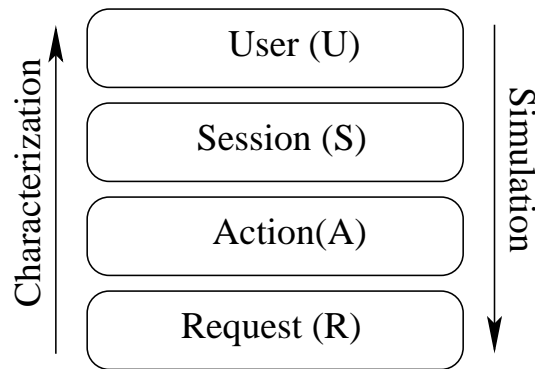 User (U)
Session (S)
Action(A)
Request (R)
Characterization
Simulation